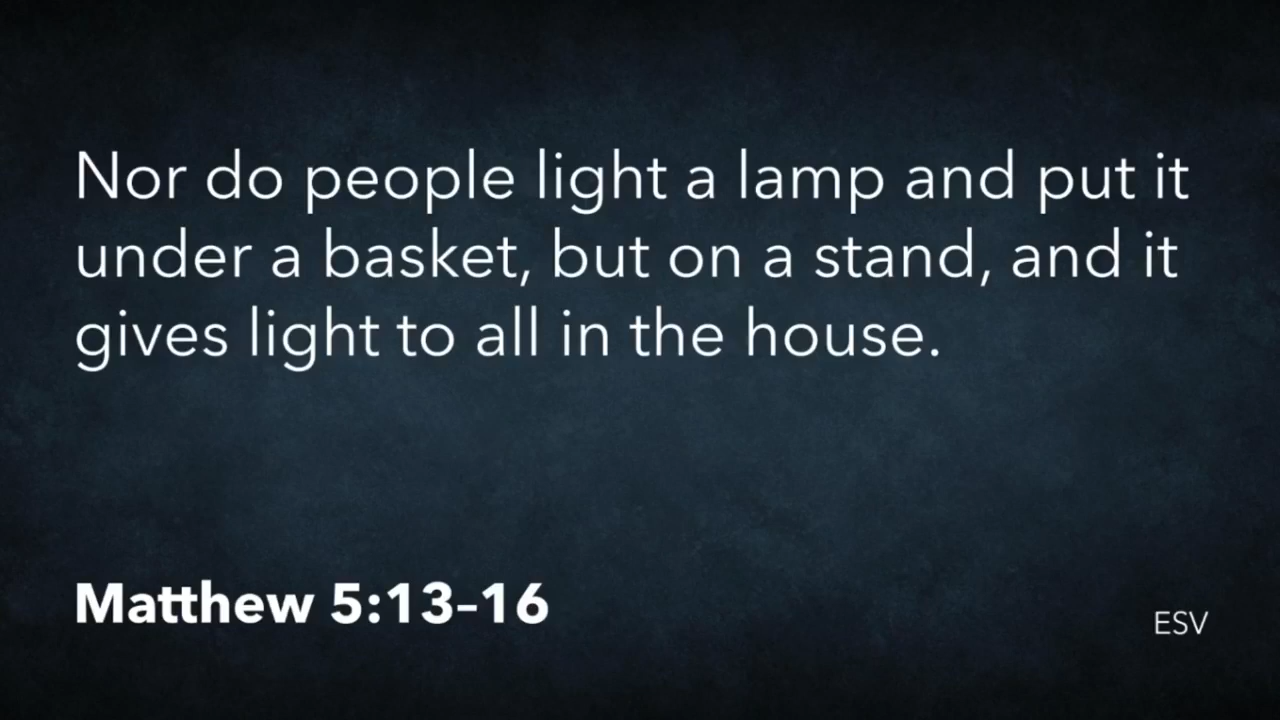 Nor do people light a lamp and put it
under a basket, but on a stand, and it
gives light to all in the house.
Matthew 5:13–16
ESV